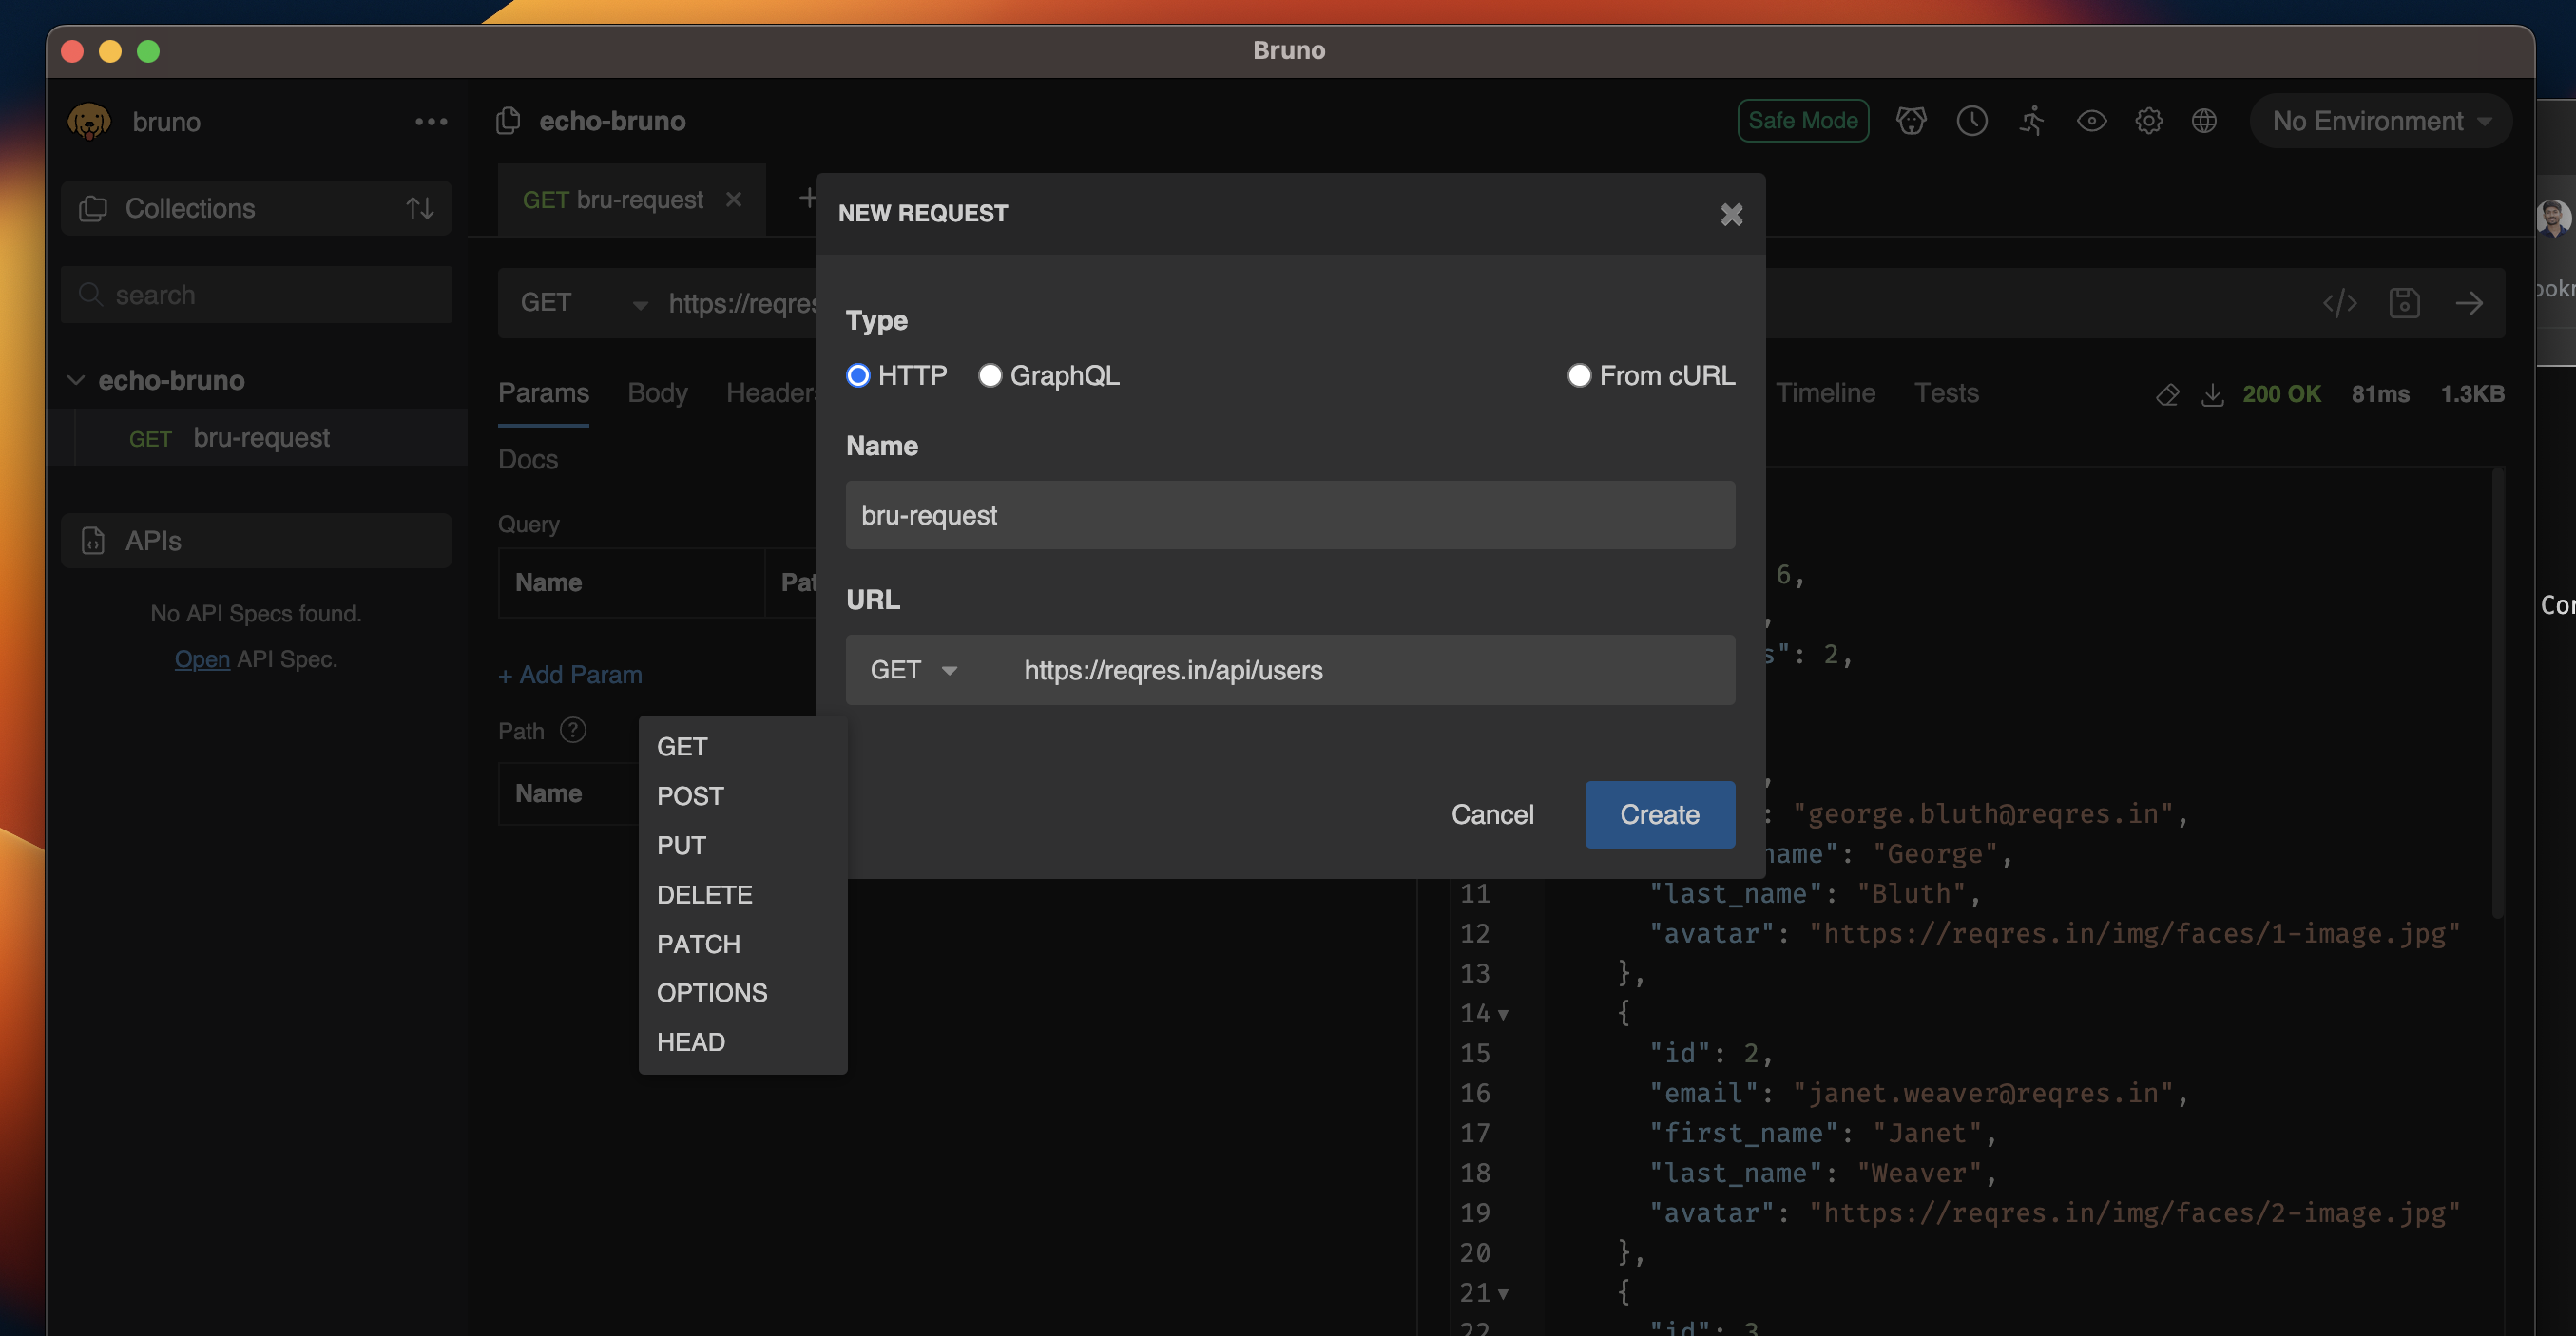 Bruno
bruno
echo-bruno
Safe Mode
No Environment
Collections
GET bru-request
search
echo-bruno
GET bru-request
APIs
No API Specs found.
Open API Spec.
GET
Params Body
Docs
Query
Name
+ Add Param
Path ?
Name
GET
POST
PUT
DELETE
PATCH
OPTIONS
HEAD
NEW REQUEST
Type
HTTP
GraphQL
From cURL
Name
bru-request
URL
GET
https://reqres.in/api/users
Cancel
Create
Timeline Tests
200 OK 81ms 1.3KB
6,
,
": 2,
,
: "george.bluth@reqres.in",
name": "George",
11 "last_name": "Bluth",
12 "avatar": "https://reqres.in/img/faces/1-image.jpg"
13 },
14 {
15 "id": 2,
16 "email": "janet.weaver@reqres.in",
17 "first_name": "Janet",
18 "last_name": "Weaver",
19 "avatar": "https://reqres.in/img/faces/2-image.jpg"
20 },
21 {
22 "id": 3